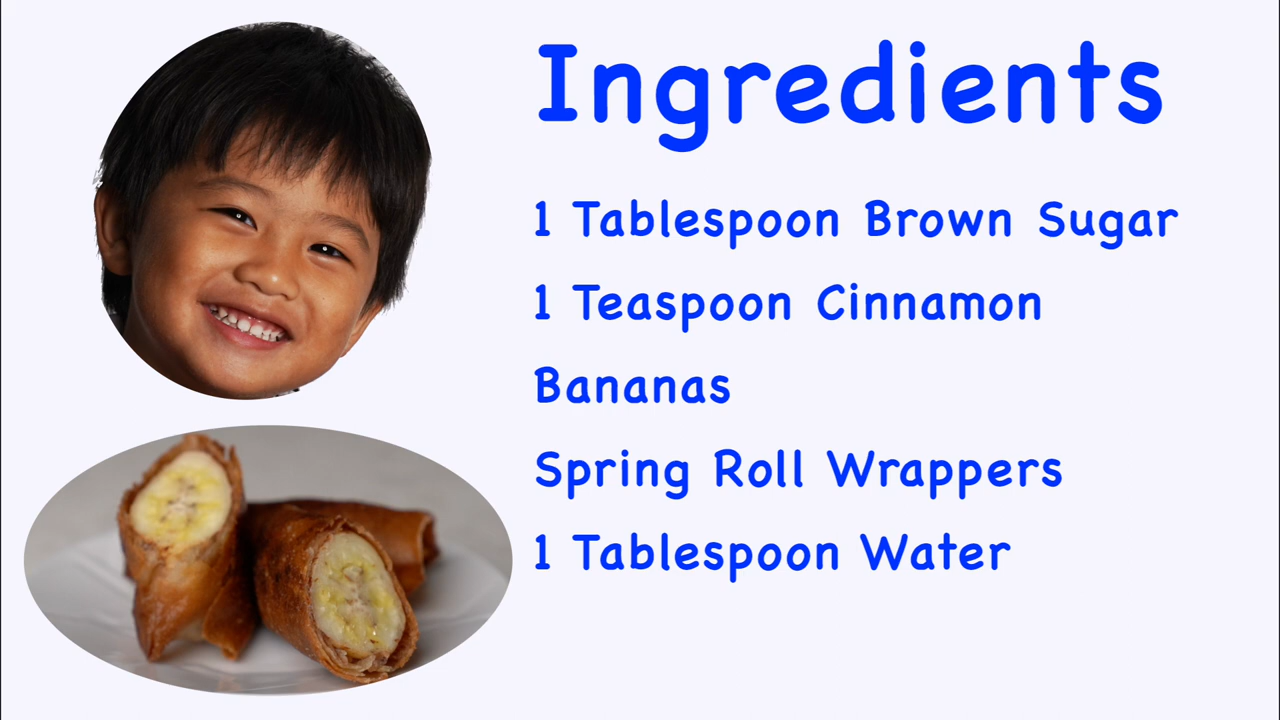 Ingredients
1 Tablespoon Brown Sugar
1 Teaspoon Cinnamon
Bananas
Spring Roll Wrappers
1 Tablespoon Water